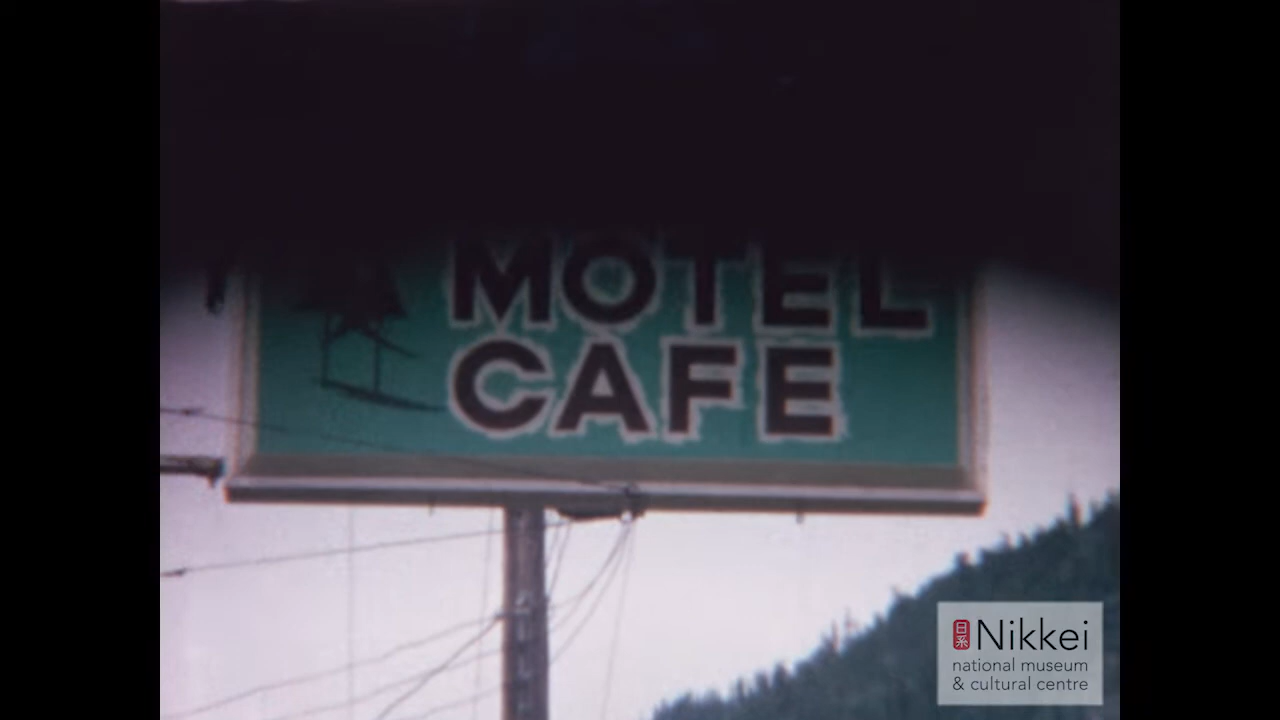 MOTEL
CAFE
日系 Nikkei
national museum
& cultural centre